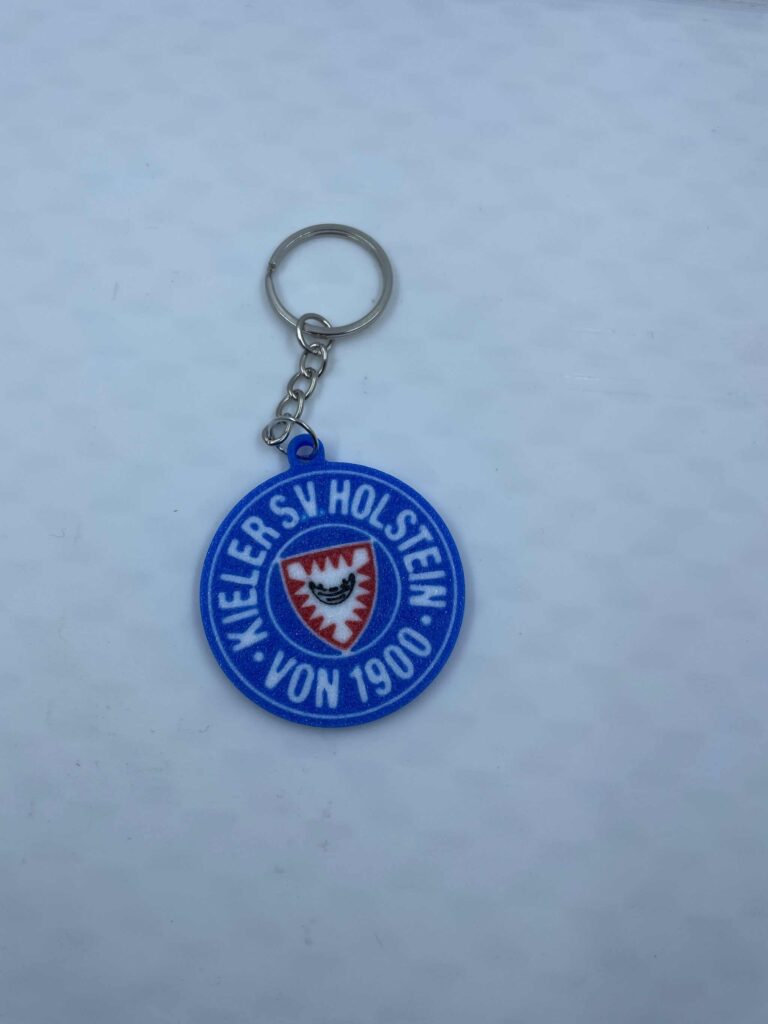 KIELER S.V. HOLSTEIN
· VON 1900 ·